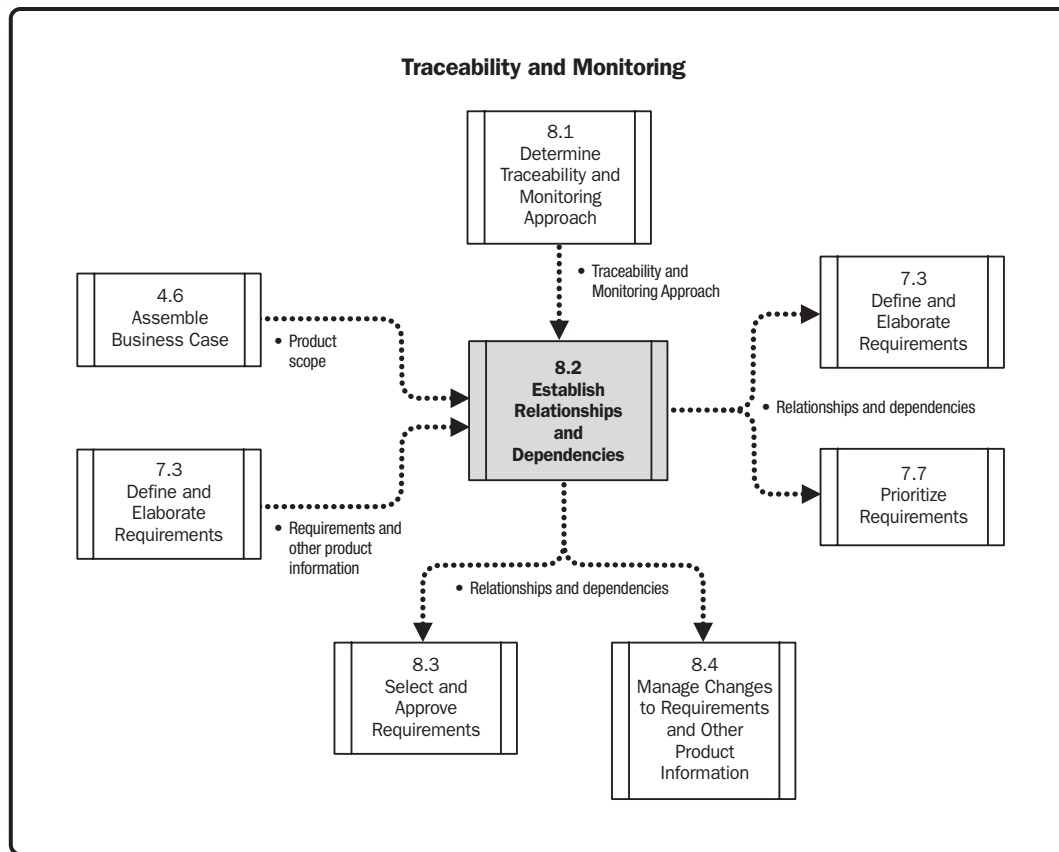 Traceability and Monitoring
8.1
Determine
Traceability and
Monitoring
Approach
• Traceability and
Monitoring Approach
4.6
Assemble
Business Case
• Product
scope
7.3
Define and
Elaborate
Requirements
8.2
Establish
Relationships
and
Dependencies
• Relationships and dependencies
7.3
Define and
Elaborate
Requirements
• Requirements and
other product
information
7.7
Prioritize
Requirements
• Relationships and dependencies
8.3
Select and
Approve
Requirements
8.4
Manage Changes
to Requirements
and Other
Product
Information